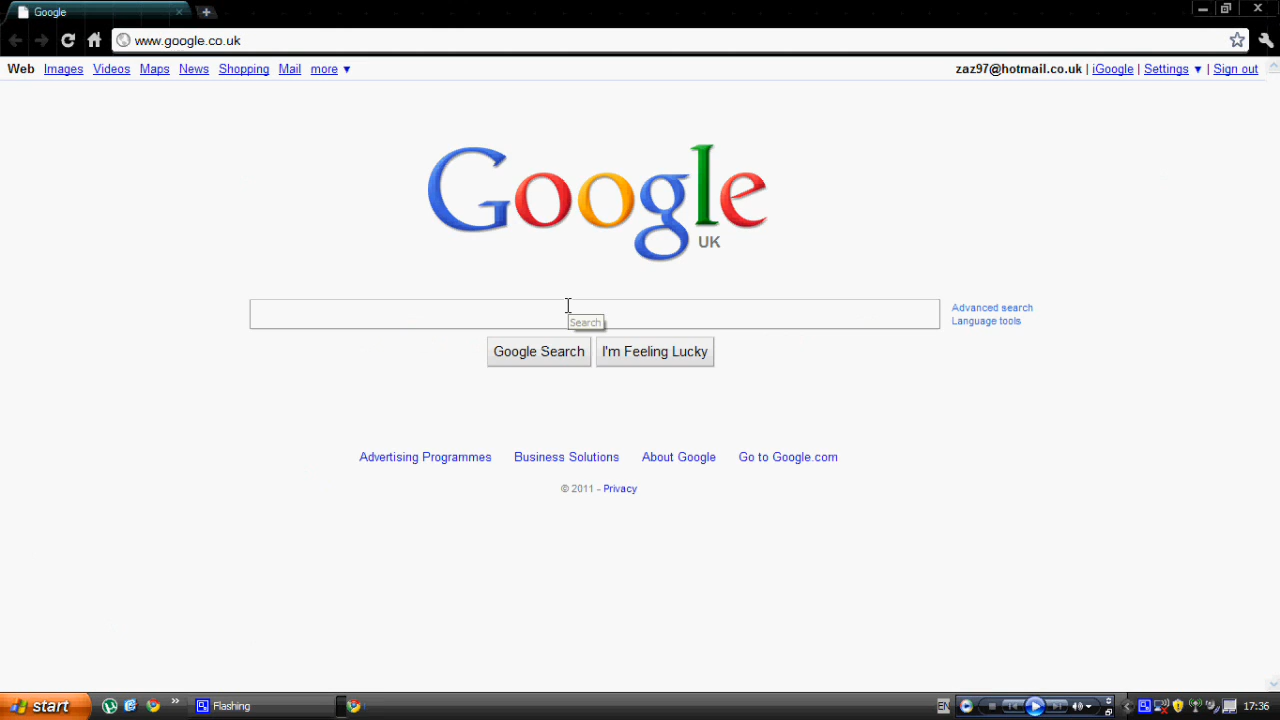 Google
www.google.co.uk
Web Images Videos Maps News Shopping Mail more ▼ zaz97@hotmail.co.uk | iGoogle | Settings ▼ | Sign out
Google
UK
Advanced search
Search
Language tools
Google Search I'm Feeling Lucky
Advertising Programmes Business Solutions About Google Go to Google.com
© 2011 - Privacy
start Flashing EN 17:36